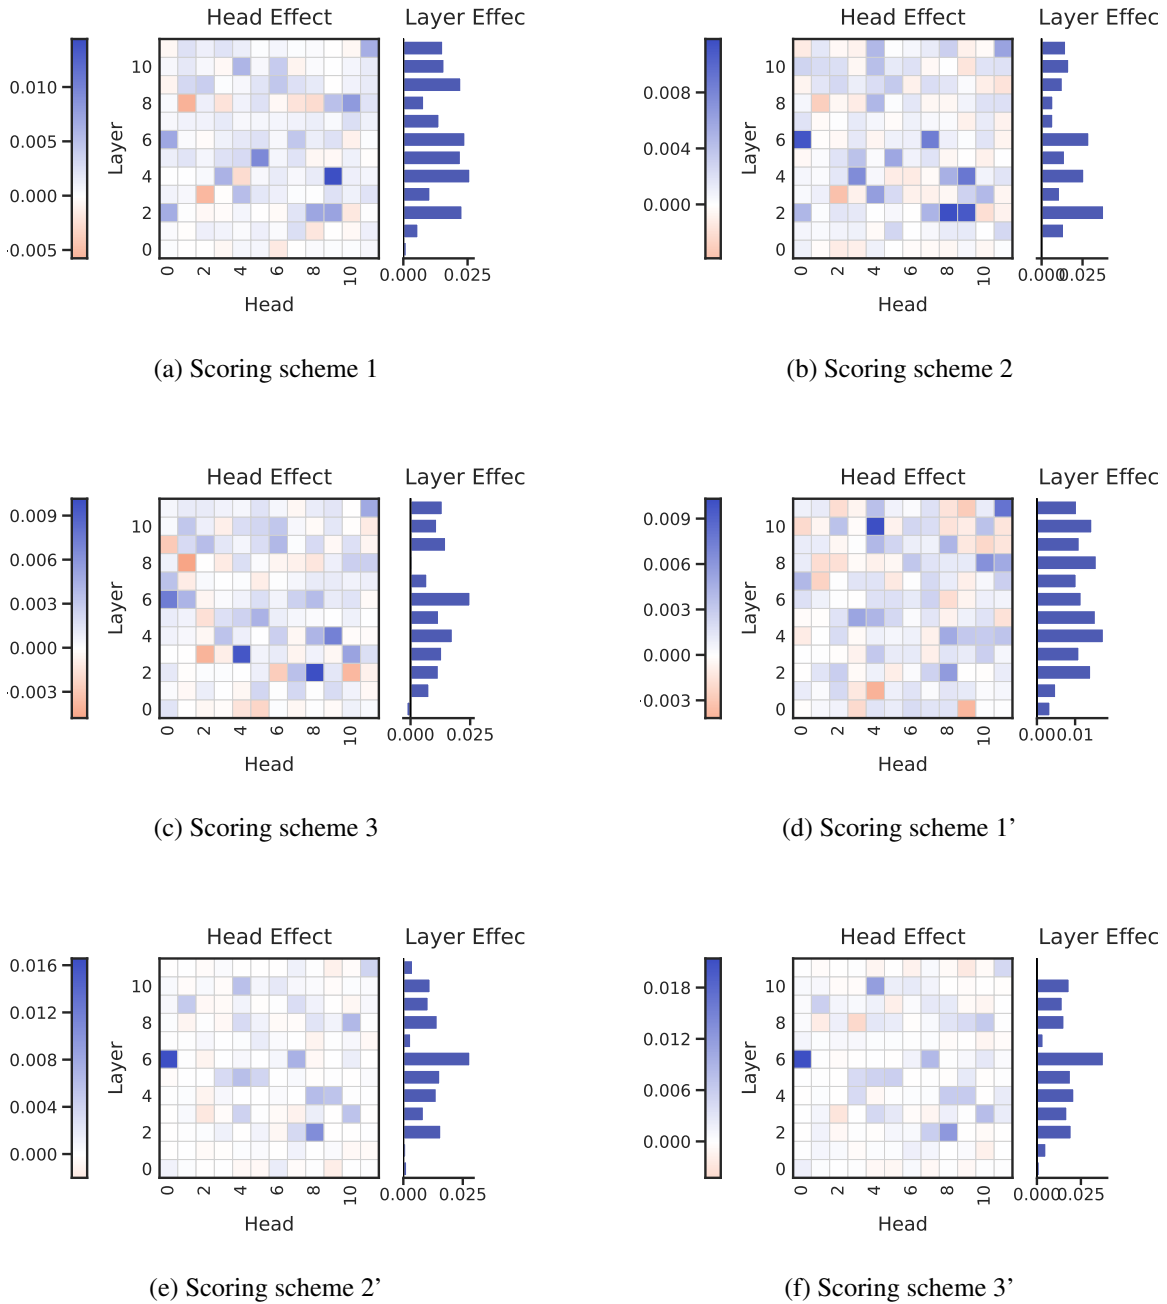 Head Effect Layer Effec
0.010
0.005
0.000
-0.005
Layer
10
8
6
4
2
0
0 2 4 6 8 10
0.000 0.025
Head
(a) Scoring scheme 1
Head Effect Layer Effec
0.008
0.004
0.000
Layer
10
8
6
4
2
0
0 2 4 6 8 10
0.000 0.025
Head
(b) Scoring scheme 2
Head Effect Layer Effec
0.009
0.006
0.003
0.000
-0.003
Layer
10
8
6
4
2
0
0 2 4 6 8 10
0.000 0.025
Head
(c) Scoring scheme 3
Head Effect Layer Effec
0.009
0.006
0.003
0.000
-0.003
Layer
10
8
6
4
2
0
0 2 4 6 8 10
0.00 0.01
Head
(d) Scoring scheme 1’
Head Effect Layer Effec
0.016
0.012
0.008
0.004
0.000
Layer
10
8
6
4
2
0
0 2 4 6 8 10
0.000 0.025
Head
(e) Scoring scheme 2’
Head Effect Layer Effec
0.018
0.012
0.006
0.000
Layer
10
8
6
4
2
0
0 2 4 6 8 10
0.000 0.025
Head
(f) Scoring scheme 3’